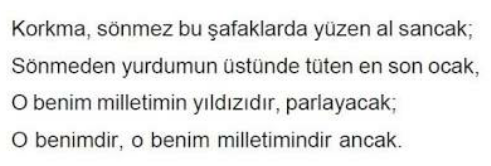 Korkma, sönmez bu şafaklarda yüzen al sancak;
Sönmeden yurdumun üstünde tüten en son ocak,
O benim milletimin yıldızıdır, parlayacak;
O benimdir, o benim milletimindir ancak.